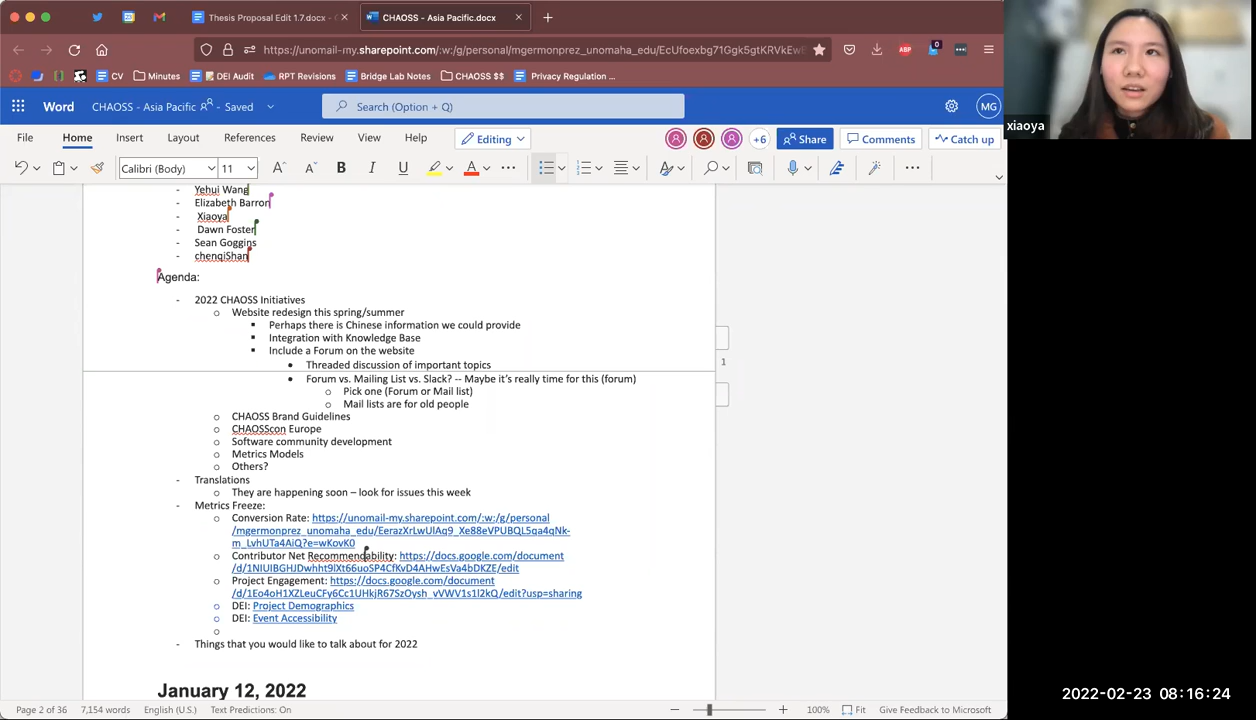 Thesis Proposal Edit 1.7.docx -
CHAOSS - Asia Pacific.docx
https://unomail-my.sharepoint.com/:w:/g/personal/mgermonprez_unomaha_edu/EcUfoexbg71Ggk5gtKRVkEwE
CV Minutes DEI Audit RPT Revisions Bridge Lab Notes CHAOSS $$ Privacy Regulation ...
Word CHAOSS - Asia Pacific - Saved Search (Option + Q) MG
File Home Insert Layout References Review View Help Editing +6 Share Comments Catch up
Calibri (Body) 11 A A B I U A
- Yehui Wang
- Elizabeth Barron
- Xiaoya
- Dawn Foster
- Sean Goggins
- chenqiShan
Agenda:
- 2022 CHAOSS Initiatives
o Website redesign this spring/summer
▪ Perhaps there is Chinese information we could provide
▪ Integration with Knowledge Base
▪ Include a Forum on the website
• Threaded discussion of important topics
• Forum vs. Mailing List vs. Slack? -- Maybe it's really time for this (forum)
o Pick one (Forum or Mail list)
o Mail lists are for old people
o CHAOSS Brand Guidelines
o CHAOSScon Europe
o Software community development
o Metrics Models
o Others?
- Translations
o They are happening soon – look for issues this week
- Metrics Freeze:
o Conversion Rate: https://unomail-my.sharepoint.com/:w:/g/personal
/mgermonprez_unomaha_edu/EerazXrLwUlAq9_Xe88eVPUBQL5qa4qNk-
m_LvhUTa4AiQ?e=wKovK0
o Contributor Net Recommendability: https://docs.google.com/document
/d/1NIUIBGHJDwhht9lXt66uoSP4CfKvD4AHwEsVa4bDKZE/edit
o Project Engagement: https://docs.google.com/document
/d/1Eo4oH1XZLeuCFy6Cc1UHkjR67SzOysh_vVWV1s1l2kQ/edit?usp=sharing
o DEI: Project Demographics
o DEI: Event Accessibility
o
- Things that you would like to talk about for 2022
January 12, 2022
1
Page 2 of 36 7,154 words English (U.S.) Text Predictions: On 100% Fit Give Feedback to Microsoft
xiaoya
2022-02-23 08:16:24